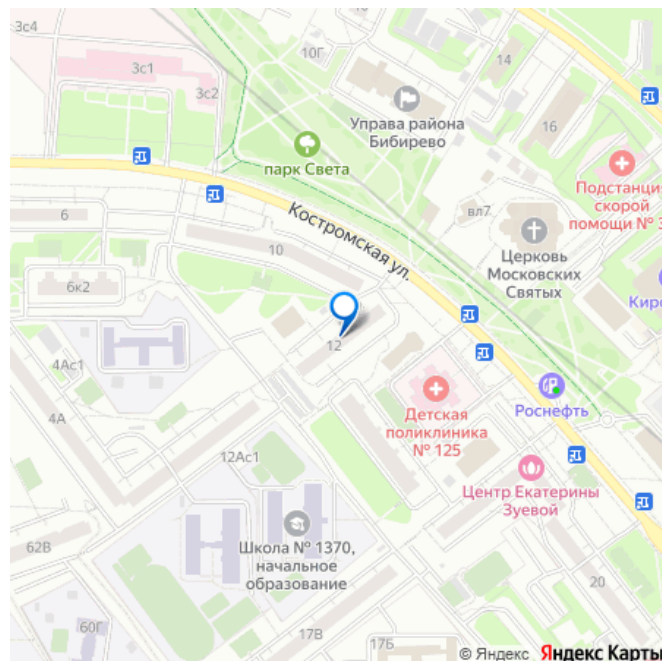 3с4
3с1
3с2
10Г
14
Управа района
Бибирево
16
парк Света
Подстанция
скорой
помощи № 3
вл7
Церковь
Московских
Святых
6
Костромская ул.
10
6к2
Кир
12
4Ас1
Роснефть
4А
Детская
поликлиника
№ 125
12Ас1
Центр Екатерины
Зуевой
Школа № 1370,
начальное
образование
62В
20
60Г
17В
17Б
© Яндекс Яндекс Карты